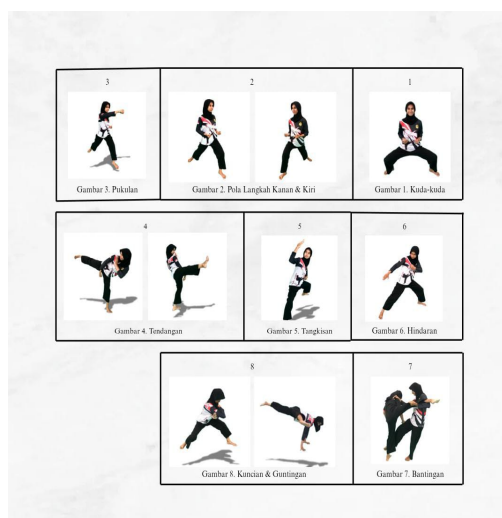 3
2
1
Gambar 3. Pukulan
Gambar 2. Pola Langkah Kanan & Kiri
Gambar 1. Kuda-kuda
4
5
6
Gambar 4. Tendangan
Gambar 5. Tangkisan
Gambar 6. Hindaran
8
7
Gambar 8. Kuncian & Guntingan
Gambar 7. Bantingan